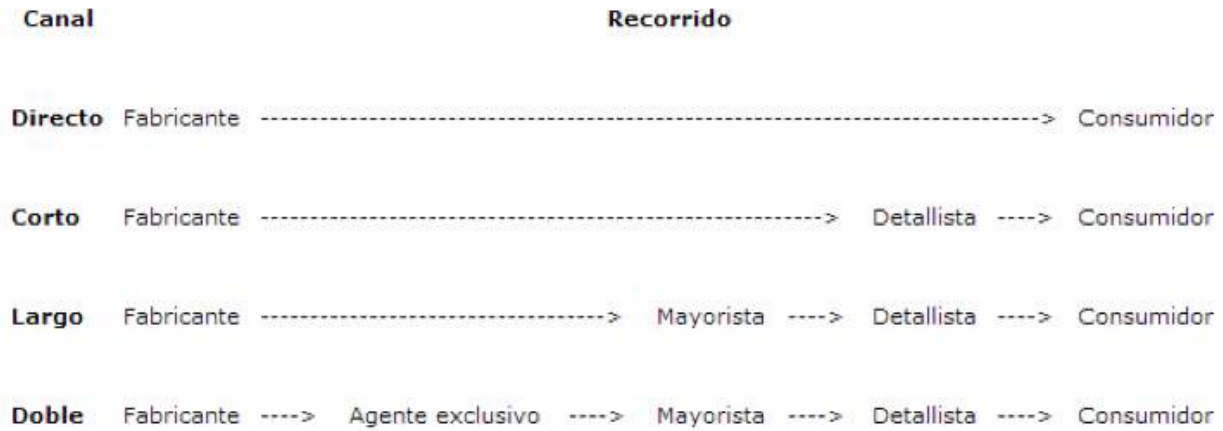 Canal Recorrido
Directo Fabricante ------------------------------------------------------------------------------> Consumidor
Corto Fabricante --------------------------------------------------------> Detallista ----> Consumidor
Largo Fabricante ----------------------------------> Mayorista ----> Detallista ----> Consumidor
Doble Fabricante ----> Agente exclusivo ----> Mayorista ----> Detallista ----> Consumidor